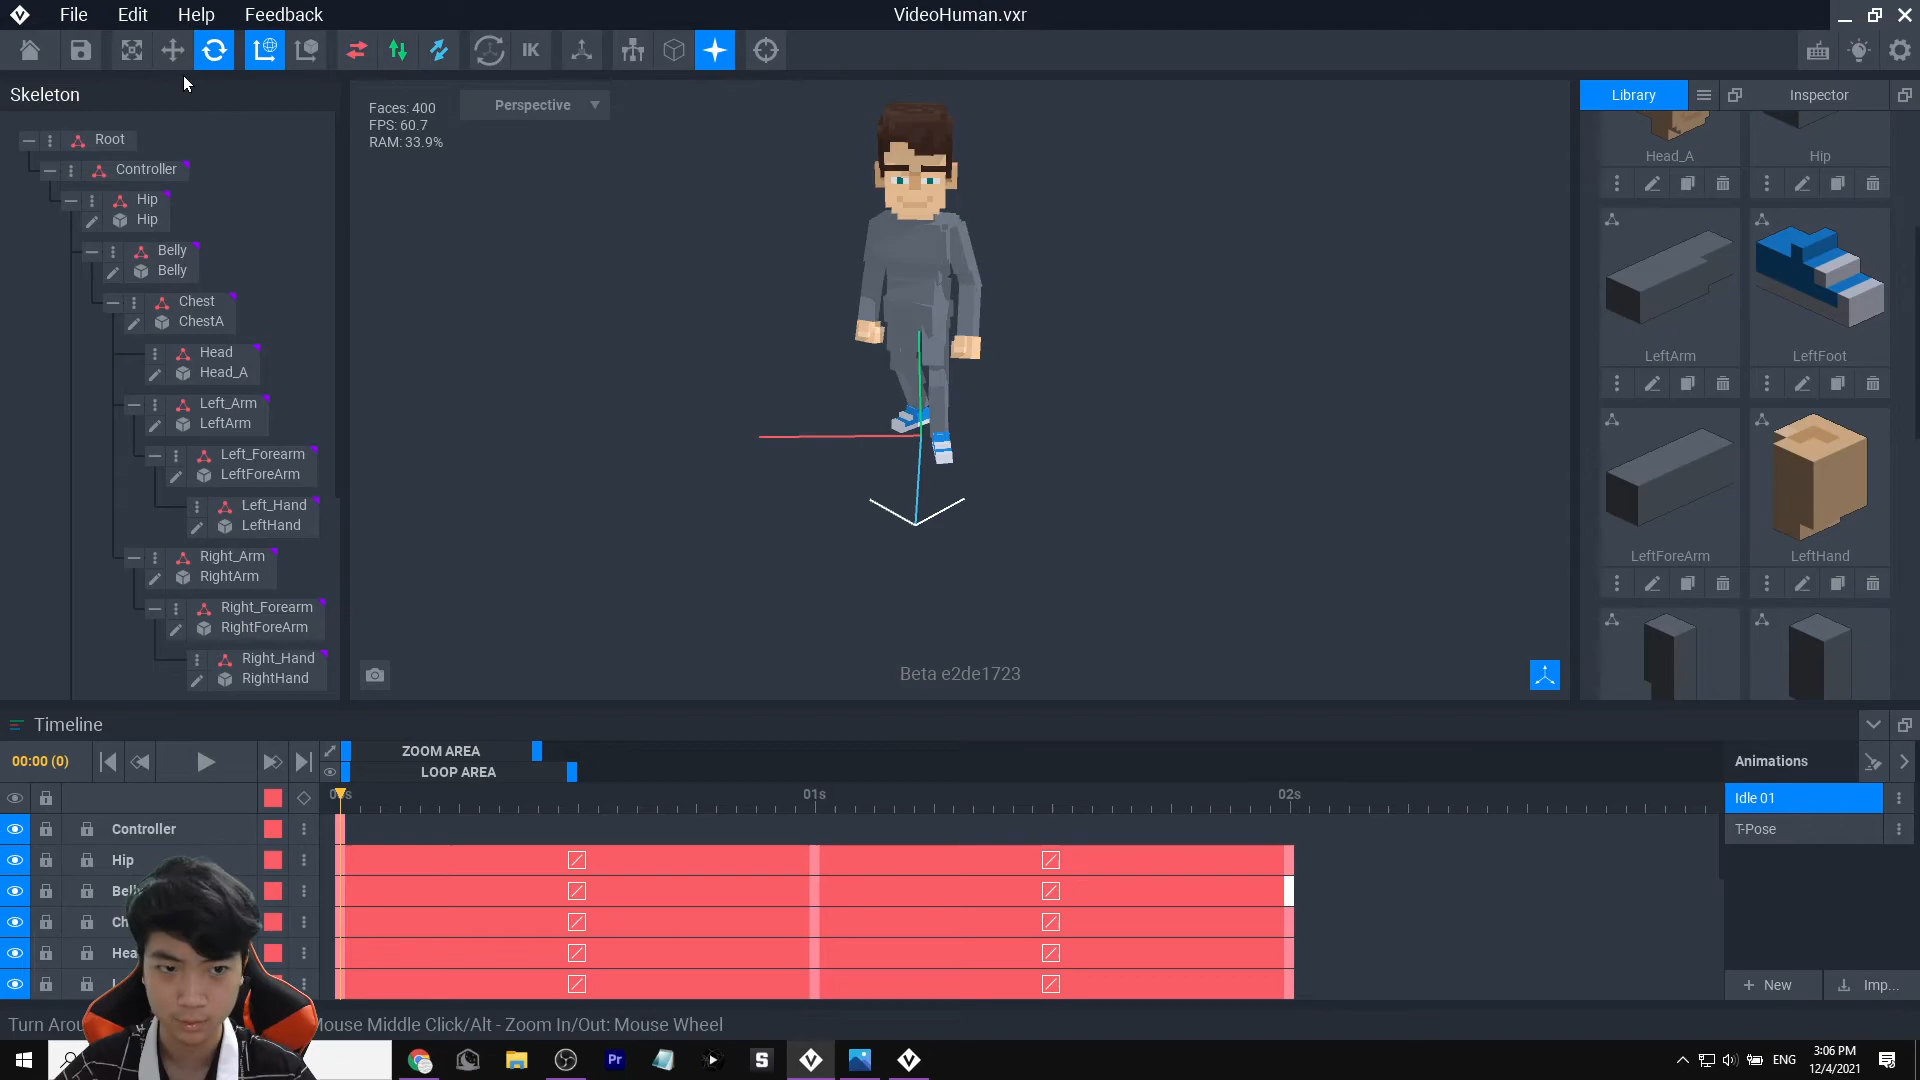 File Edit Help Feedback
VideoHuman.vxr
IK
Skeleton
Root
Controller
Hip
Hip
Belly
Belly
Chest
ChestA
Head
Head_A
Left_Arm
LeftArm
Left_Forearm
LeftForeArm
Left_Hand
LeftHand
Right_Arm
RightArm
Right_Forearm
RightForeArm
Right_Hand
RightHand
Faces: 400
FPS: 60.7
RAM: 33.9%
Perspective
Beta e2de1723
Library
Inspector
Head_A
Hip
LeftArm
LeftFoot
LeftForeArm
LeftHand
Timeline
00:00 (0)
ZOOM AREA
LOOP AREA
01s
02s
Controller
Hip
Animations
Idle 01
T-Pose
+ New
Imp...
Mouse Middle Click/Alt - Zoom In/Out: Mouse Wheel
Pr
S
ENG
3:06 PM
12/4/2021